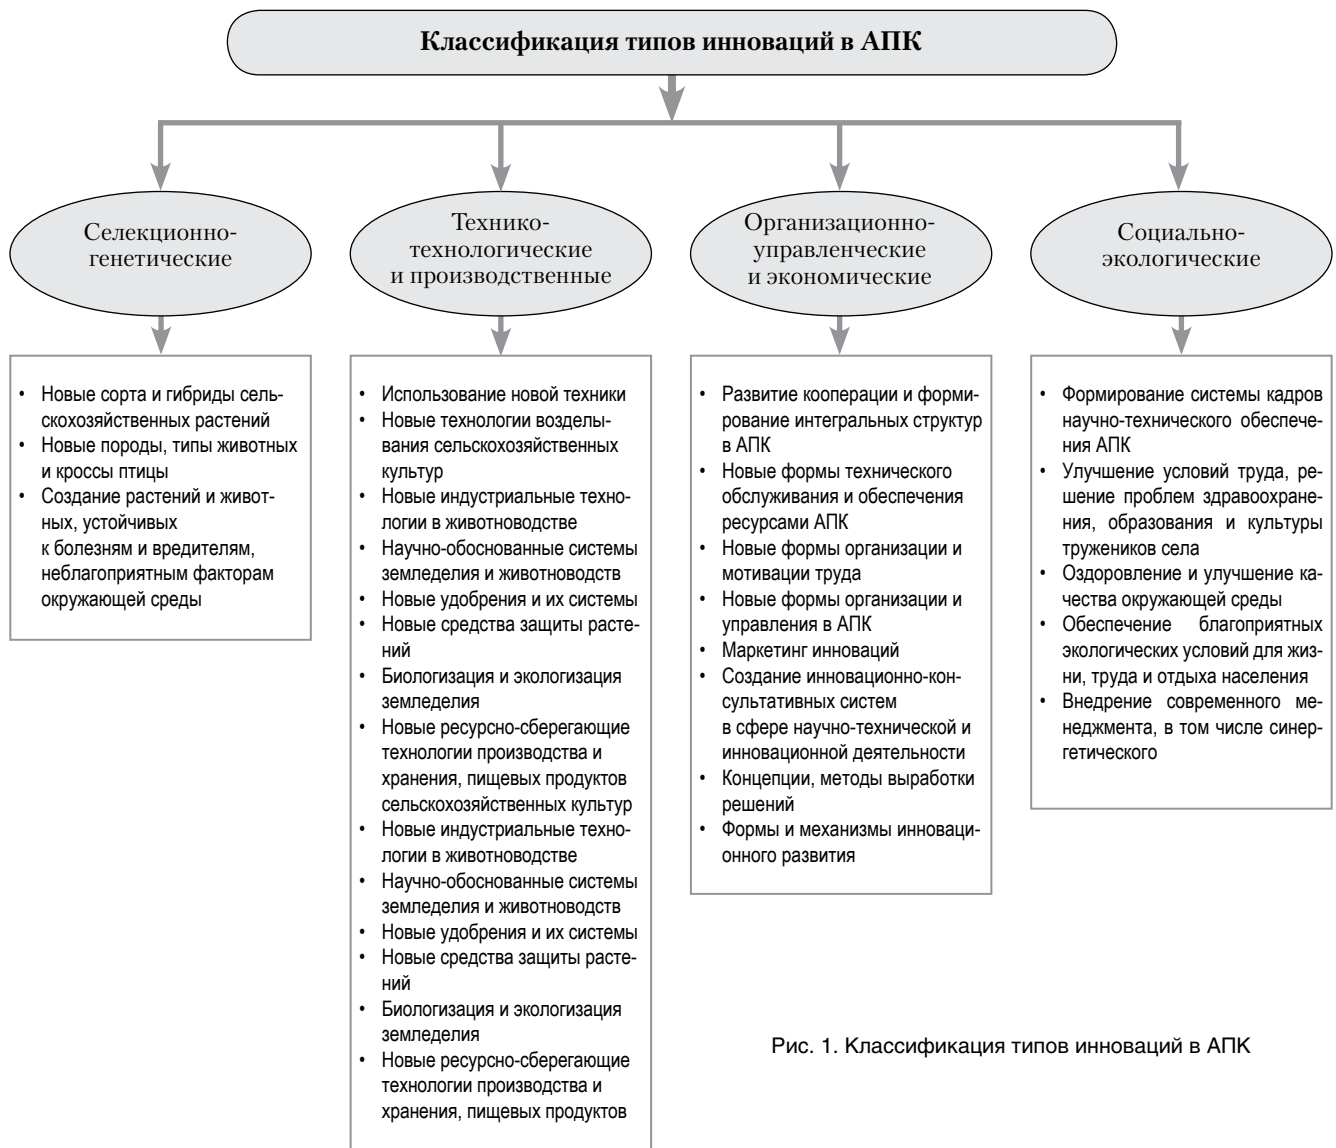 Классификация типов инноваций в АПК
Селекционно-
генетические
• Новые сорта и гибриды сель-
скохозяйственных растений
• Новые породы, типы животных
и кроссы птицы
• Создание растений и живот-
ных, устойчивых
к болезням и вредителям,
неблагоприятным факторам
окружающей среды
Технико-
технологические
и производственные
• Использование новой техники
• Новые технологии возделы-
вания сельскохозяйственных
культур
• Новые индустриальные техно-
логии в животноводстве
• Научно-обоснованные системы
земледелия и животноводств
• Новые удобрения и их системы
• Новые средства защиты расте-
ний
• Биологизация и экологизация
земледелия
• Новые ресурсно-сберегающие
технологии производства и
хранения, пищевых продуктов
сельскохозяйственных культур
• Новые индустриальные техно-
логии в животноводстве
• Научно-обоснованные системы
земледелия и животноводств
• Новые удобрения и их системы
• Новые средства защиты расте-
ний
• Биологизация и экологизация
земледелия
• Новые ресурсно-сберегающие
технологии производства и
хранения, пищевых продуктов
Организационно-
управленческие
и экономические
• Развитие кооперации и форми-
рование интегральных структур
в АПК
• Новые формы технического
обслуживания и обеспечения
ресурсами АПК
• Новые формы организации и
мотивации труда
• Новые формы организации и
управления в АПК
• Маркетинг инноваций
• Создание инновационно-кон-
сультативных систем
в сфере научно-технической и
инновационной деятельности
• Концепции, методы выработки
решений
• Формы и механизмы инноваци-
онного развития
Социально-
экологические
• Формирование системы кадров
научно-технического обеспече-
ния АПК
• Улучшение условий труда, ре-
шение проблем здравоохране-
ния, образования и культуры
тружеников села
• Оздоровление и улучшение ка-
чества окружающей среды
• Обеспечение благоприятных
экологических условий для жиз-
ни, труда и отдыха населения
• Внедрение современного ме-
неджмента, в том числе синер-
гетического
Рис. 1. Классификация типов инноваций в АПК